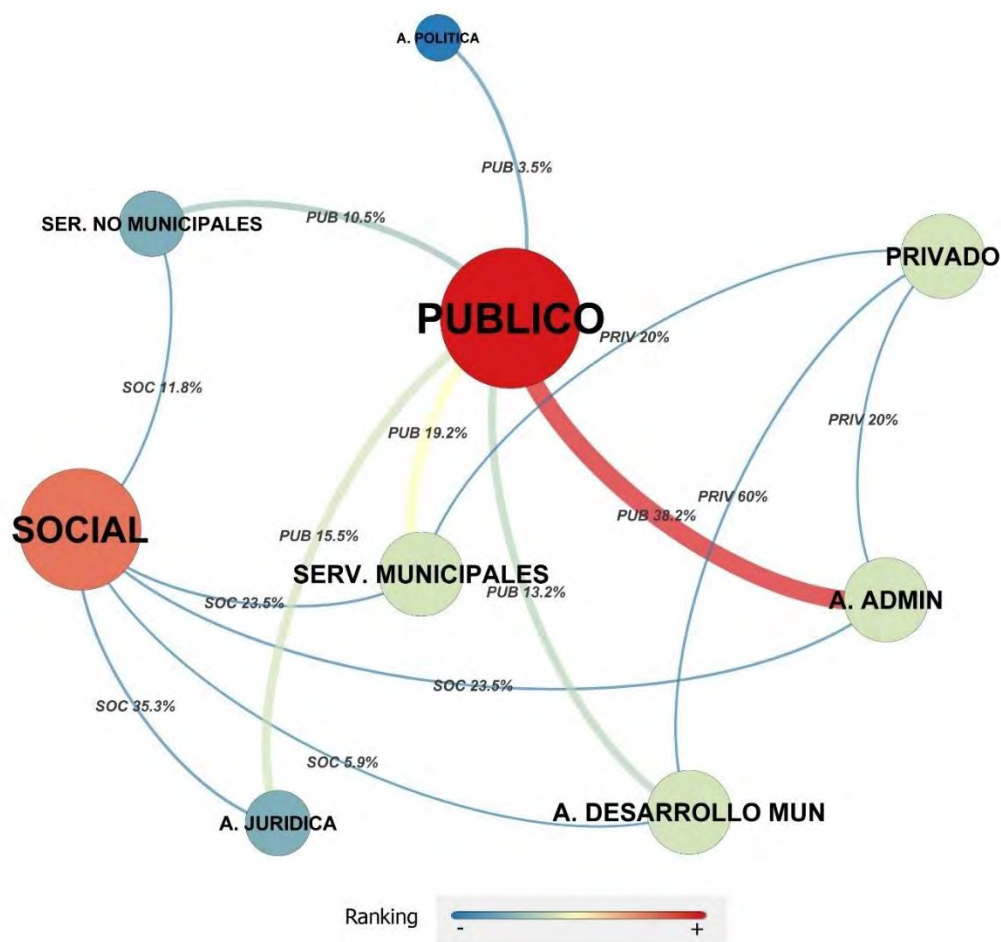 A. POLITICA
PUB 3.5%
SER. NO MUNICIPALES
PUB 10.5%
PRIVADO
PUBLICO
PRIV 20%
SOC 11.8%
PRIV 20%
PUB 19.2%
PRIV 60%
PUB 38.2%
SOCIAL
PUB 15.5%
SERV. MUNICIPALES
PUB 13.2%
SOC 23.5%
A. ADMIN
SOC 23.5%
SOC 35.3%
SOC 5.9%
A. JURIDICA
A. DESARROLLO MUN
Ranking
- +